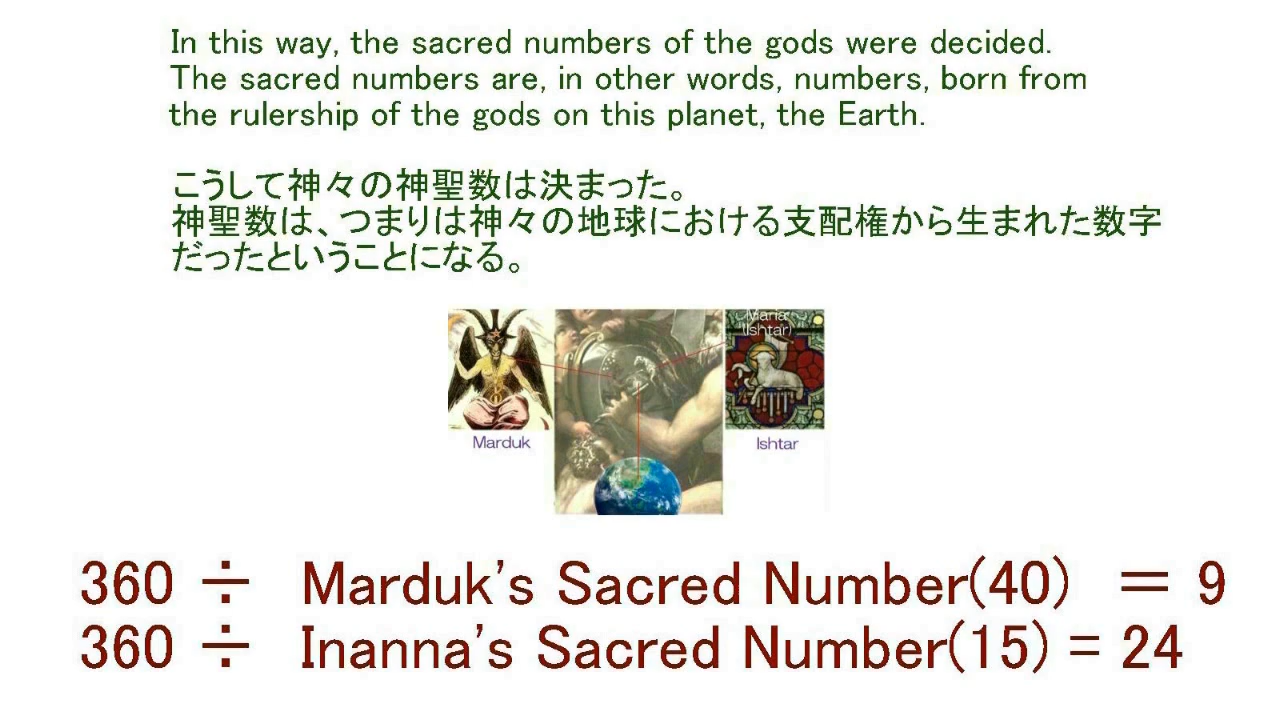 In this way, the sacred numbers of the gods were decided.
The sacred numbers are, in other words, numbers, born from
the rulership of the gods on this planet, the Earth.
こうして神々の神聖数は決まった。
神聖数は、つまりは神々の地球における支配権から生まれた数字
だったということになる。
Maria
(Ishtar)
Marduk
Ishtar
360 ÷ Marduk's Sacred Number(40) = 9
360 ÷ Inanna's Sacred Number(15) = 24